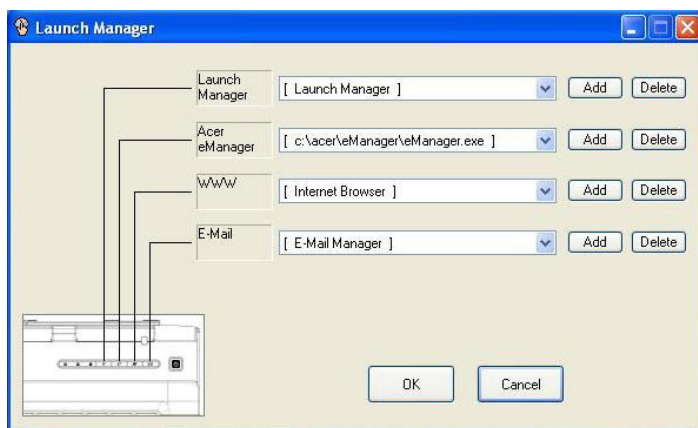 Launch Manager
Launch
Manager
[ Launch Manager ]
Add
Delete
Acer
eManager
[ c:\acer\eManager\eManager.exe ]
Add
Delete
WWW
[ Internet Browser ]
Add
Delete
E-Mail
[ E-Mail Manager ]
Add
Delete
OK
Cancel